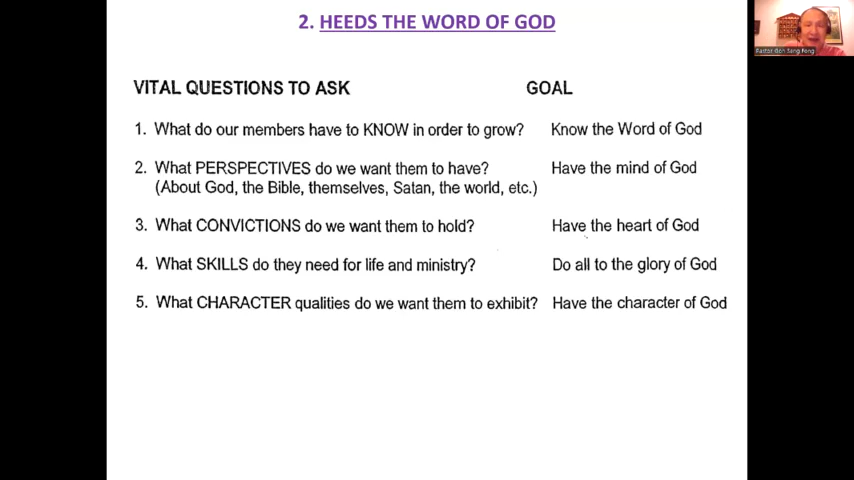 2. HEEDS THE WORD OF GOD
Pastor Goh Seng Fong
VITAL QUESTIONS TO ASK GOAL
1. What do our members have to KNOW in order to grow? Know the Word of God
2. What PERSPECTIVES do we want them to have? Have the mind of God
(About God, the Bible, themselves, Satan, the world, etc.)
3. What CONVICTIONS do we want them to hold? Have the heart of God
4. What SKILLS do they need for life and ministry? Do all to the glory of God
5. What CHARACTER qualities do we want them to exhibit? Have the character of God